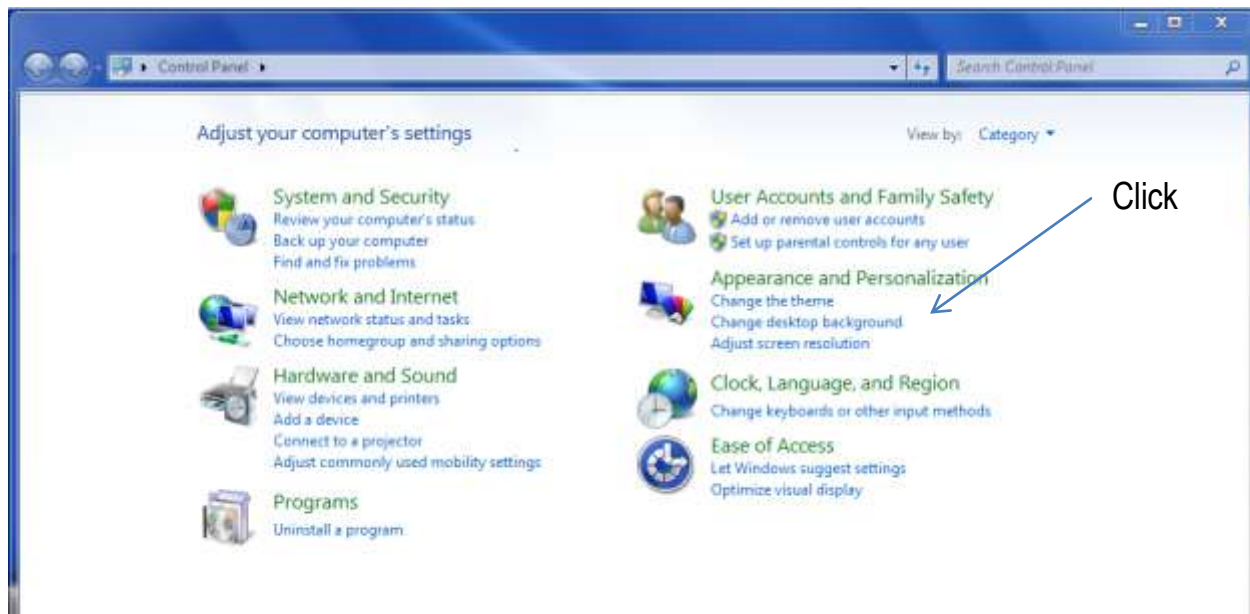 Control Panel
Search Control Panel
Adjust your computer's settings
View by: Category
System and Security
Review your computer's status
Back up your computer
Find and fix problems
Network and Internet
View network status and tasks
Choose homegroup and sharing options
Hardware and Sound
View devices and printers
Add a device
Connect to a projector
Adjust commonly used mobility settings
Programs
Uninstall a program
User Accounts and Family Safety
Add or remove user accounts
Set up parental controls for any user
Appearance and Personalization
Change the theme
Change desktop background
Adjust screen resolution
Clock, Language, and Region
Change keyboards or other input methods
Ease of Access
Let Windows suggest settings
Optimize visual display
Click